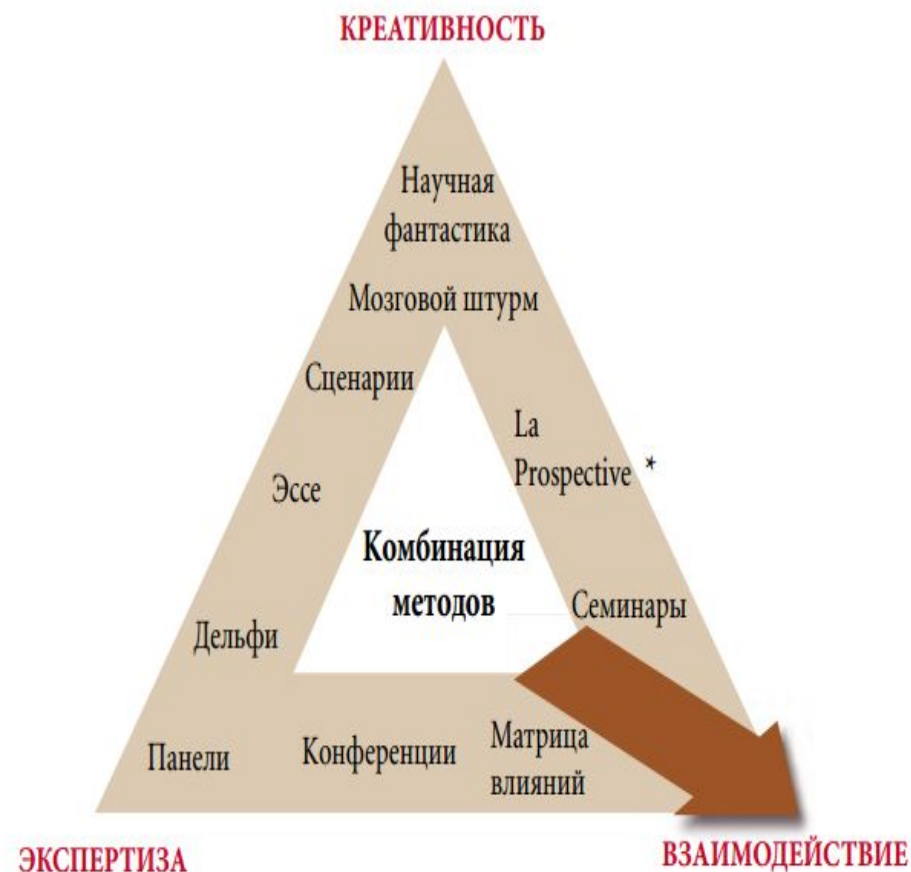 КРЕАТИВНОСТЬ
Научная
фантастика
Мозговой штурм
Сценарии
La
Prospective *
Эссе
Комбинация
методов
Семинары
Дельфи
Матрица
влияний
Конференции
Панели
ЭКСПЕРТИЗА
ВЗАИМОДЕЙСТВИЕ